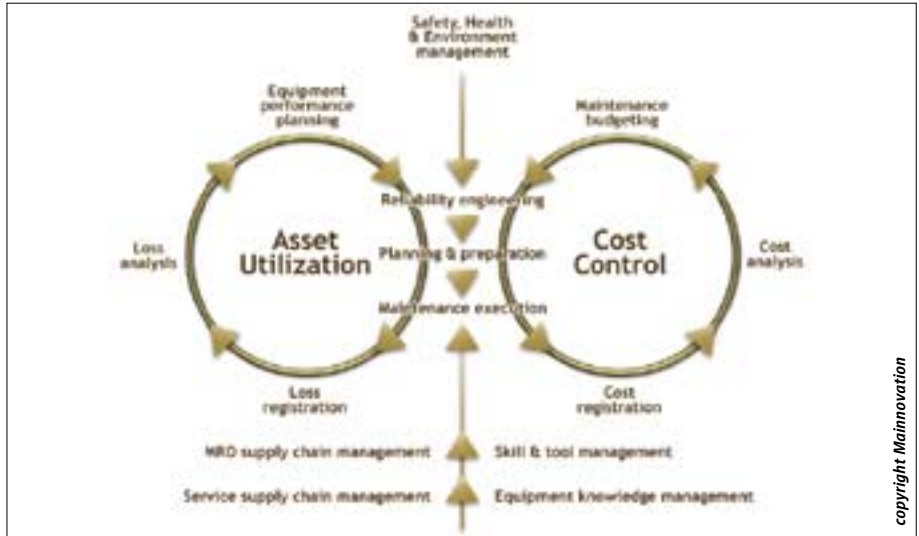 Safety, Health
& Environment
management
Equipment
performance
planning
Maintenance
budgeting
Reliability engineering
Loss
analysis
Asset
Utilization
Planning & preparation
Cost
Control
Cost
analysis
Maintenance execution
Loss
registration
Cost
registration
MRO supply chain management
Skill & tool management
Service supply chain management
Equipment knowledge management
copyright Mainnovation